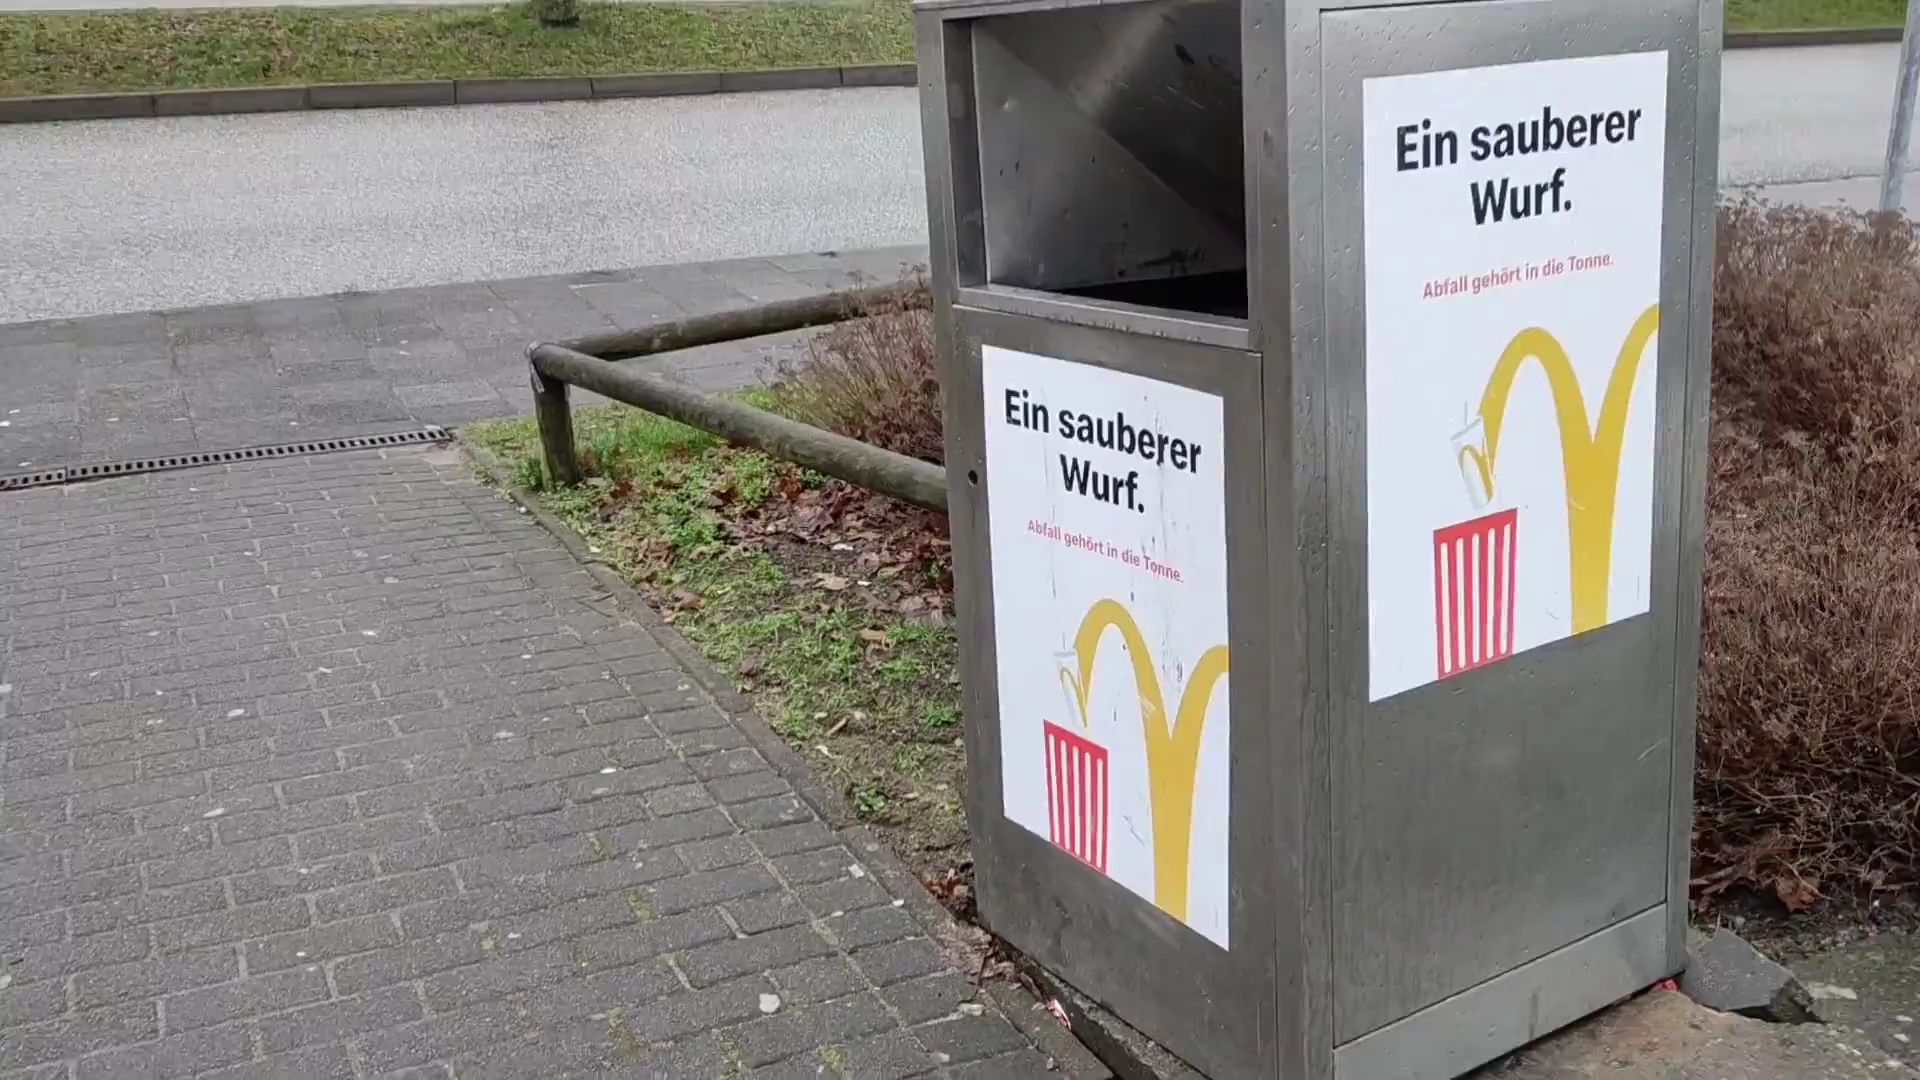 Ein sauberer
Wurf.
Abfall gehört in die Tonne.
Ein sauberer
Wurf.
Abfall gehört in die Tonne.